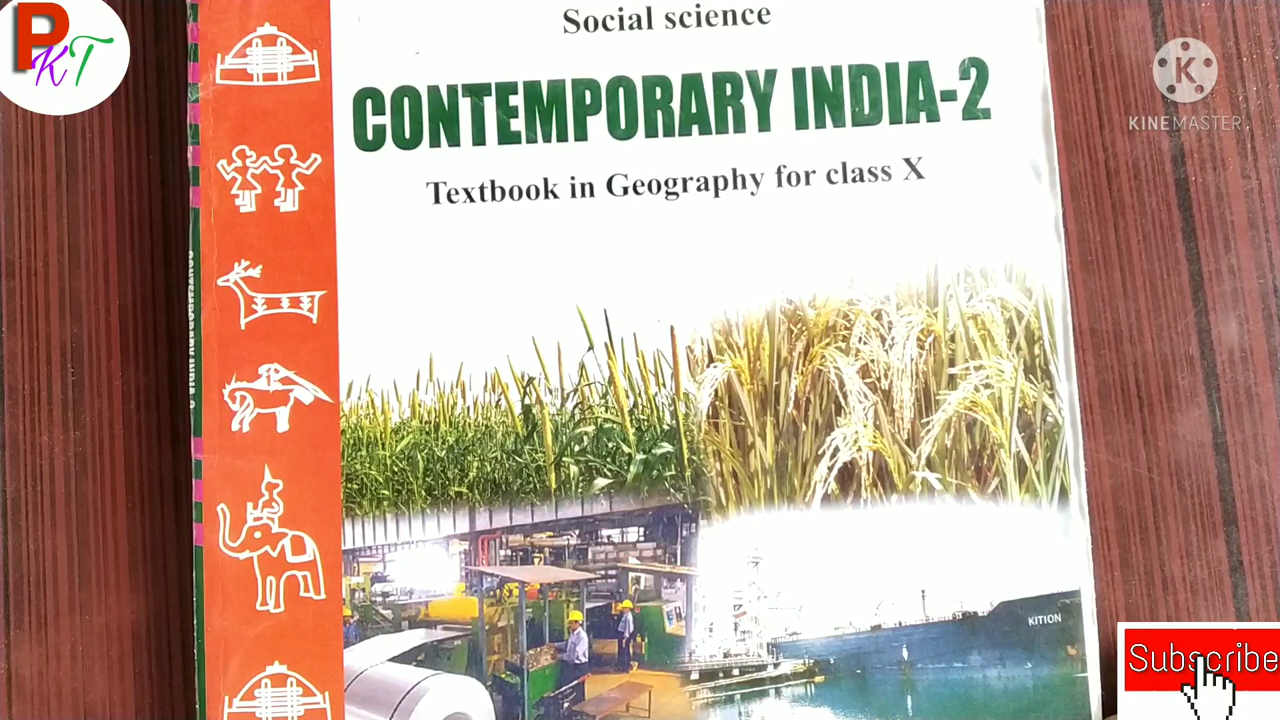 PKT
Social science
CONTEMPORARY INDIA-2
Textbook in Geography for class X
KINEMASTER
KITION
Subscribe